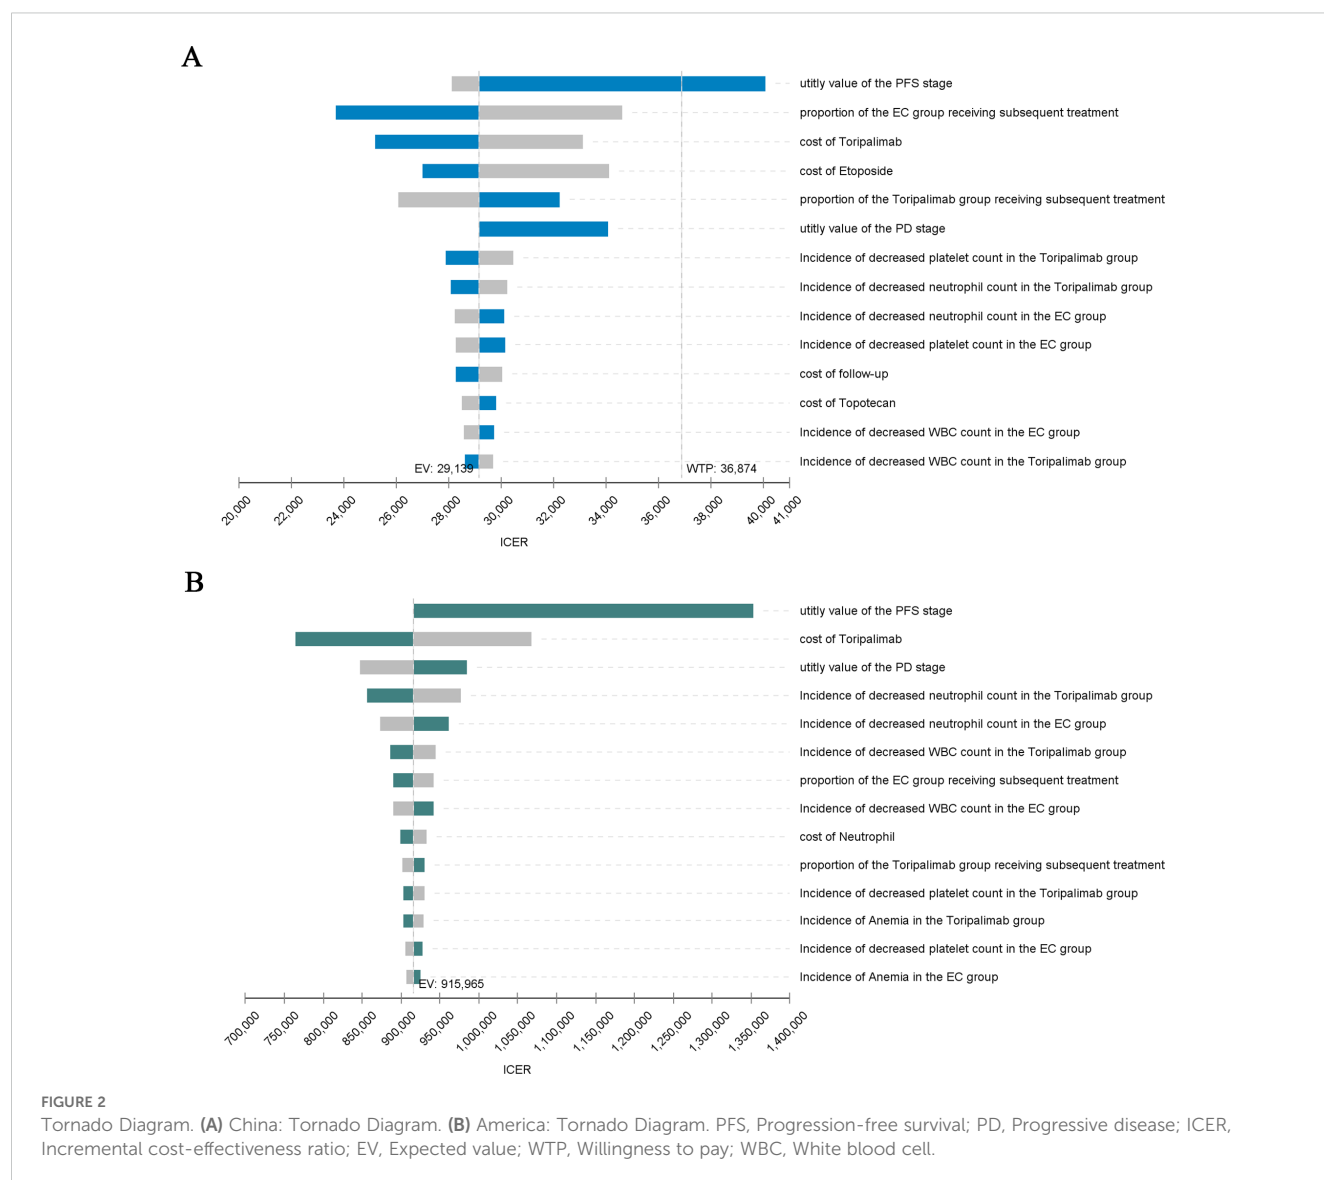 A
utitly value of the PFS stage
proportion of the EC group receiving subsequent treatment
cost of Toripalimab
cost of Etoposide
proportion of the Toripalimab group receiving subsequent treatment
utitly value of the PD stage
Incidence of decreased platelet count in the Toripalimab group
Incidence of decreased neutrophil count in the Toripalimab group
Incidence of decreased neutrophil count in the EC group
Incidence of decreased platelet count in the EC group
cost of follow-up
cost of Topotecan
Incidence of decreased WBC count in the EC group
Incidence of decreased WBC count in the Toripalimab group
EV: 29,139
WTP: 36,874
20,000
22,000
24,000
26,000
28,000
30,000
32,000
34,000
36,000
38,000
40,000
41,000
ICER
B
utitly value of the PFS stage
cost of Toripalimab
utitly value of the PD stage
Incidence of decreased neutrophil count in the Toripalimab group
Incidence of decreased neutrophil count in the EC group
Incidence of decreased WBC count in the Toripalimab group
proportion of the EC group receiving subsequent treatment
Incidence of decreased WBC count in the EC group
cost of Neutrophil
proportion of the Toripalimab group receiving subsequent treatment
Incidence of decreased platelet count in the Toripalimab group
Incidence of Anemia in the Toripalimab group
Incidence of decreased platelet count in the EC group
Incidence of Anemia in the EC group
EV: 915,965
700,000
750,000
800,000
850,000
900,000
950,000
1,000,000
1,050,000
1,100,000
1,150,000
1,200,000
1,250,000
1,300,000
1,350,000
1,400,000
ICER
FIGURE 2
Tornado Diagram. (A) China: Tornado Diagram. (B) America: Tornado Diagram. PFS, Progression-free survival; PD, Progressive disease; ICER,
Incremental cost-effectiveness ratio; EV, Expected value; WTP, Willingness to pay; WBC, White blood cell.